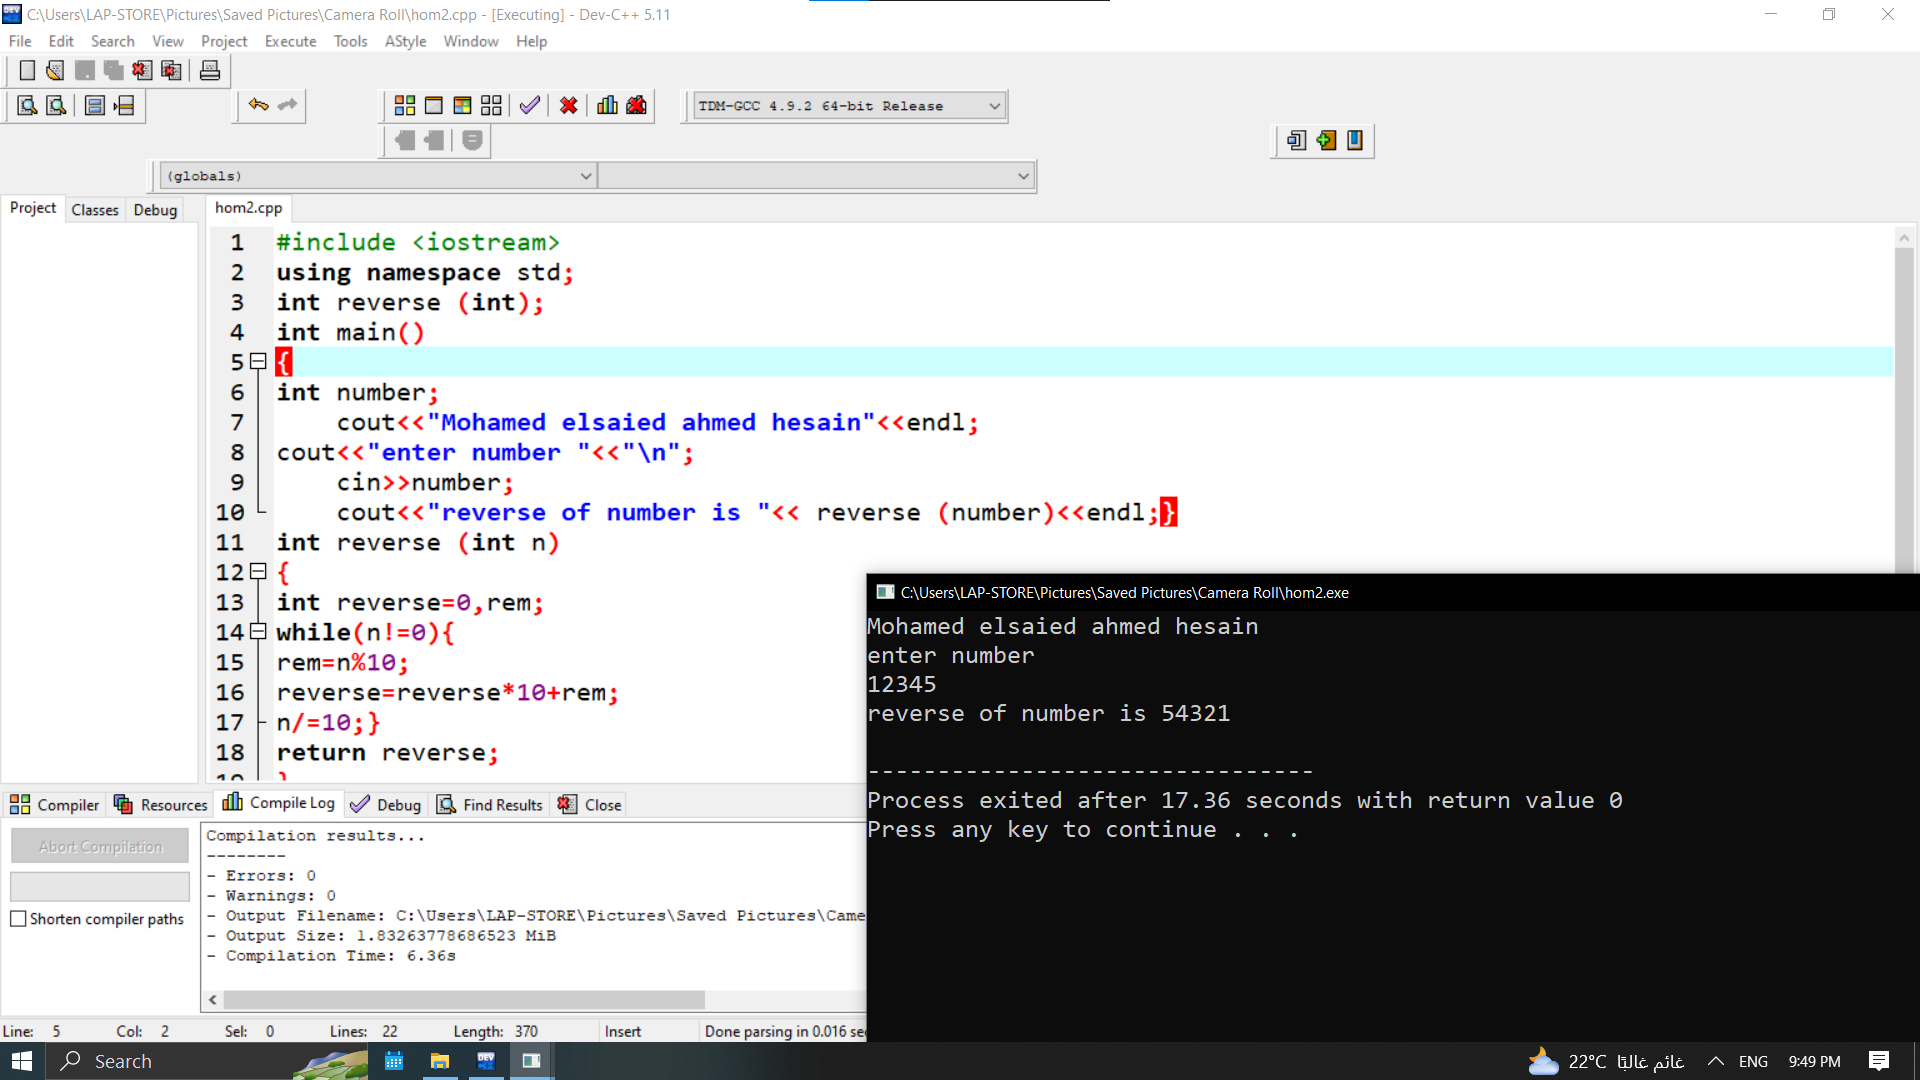 C:\Users\LAP-STORE\Pictures\Saved Pictures\Camera Roll\hom2.cpp - [Executing] - Dev-C++ 5.11
File Edit Search View Project Execute Tools AStyle Window Help
TDM-GCC 4.9.2 64-bit Release
(globals)
Project Classes Debug
hom2.cpp
1 #include <iostream>
2 using namespace std;
3 int reverse (int);
4 int main()
5 {
6 int number;
7 cout<<"Mohamed elsaied ahmed hesain"<<endl;
8 cout<<"enter number "<<"\n";
9 cin>>number;
10 cout<<"reverse of number is "<< reverse (number)<<endl;}
11 int reverse (int n)
12 {
13 int reverse=0,rem;
14 while(n!=0){
15 rem=n%10;
16 reverse=reverse*10+rem;
17 n/=10;}
18 return reverse;
C:\Users\LAP-STORE\Pictures\Saved Pictures\Camera Roll\hom2.exe
Mohamed elsaied ahmed hesain
enter number
12345
reverse of number is 54321
--------------------------------
Process exited after 17.36 seconds with return value 0
Press any key to continue . . .
Compiler Resources Compile Log Debug Find Results Close
Abort Compilation
Shorten compiler paths
Compilation results...
--------
- Errors: 0
- Warnings: 0
- Output Filename: C:\Users\LAP-STORE\Pictures\Saved Pictures\Came
- Output Size: 1.83263778686523 MiB
- Compilation Time: 6.36s
Line: 5 Col: 2 Sel: 0 Lines: 22 Length: 370 Insert Done parsing in 0.016 sec
Search
DEV
22°C غائم غالبًا ENG 9:49 PM